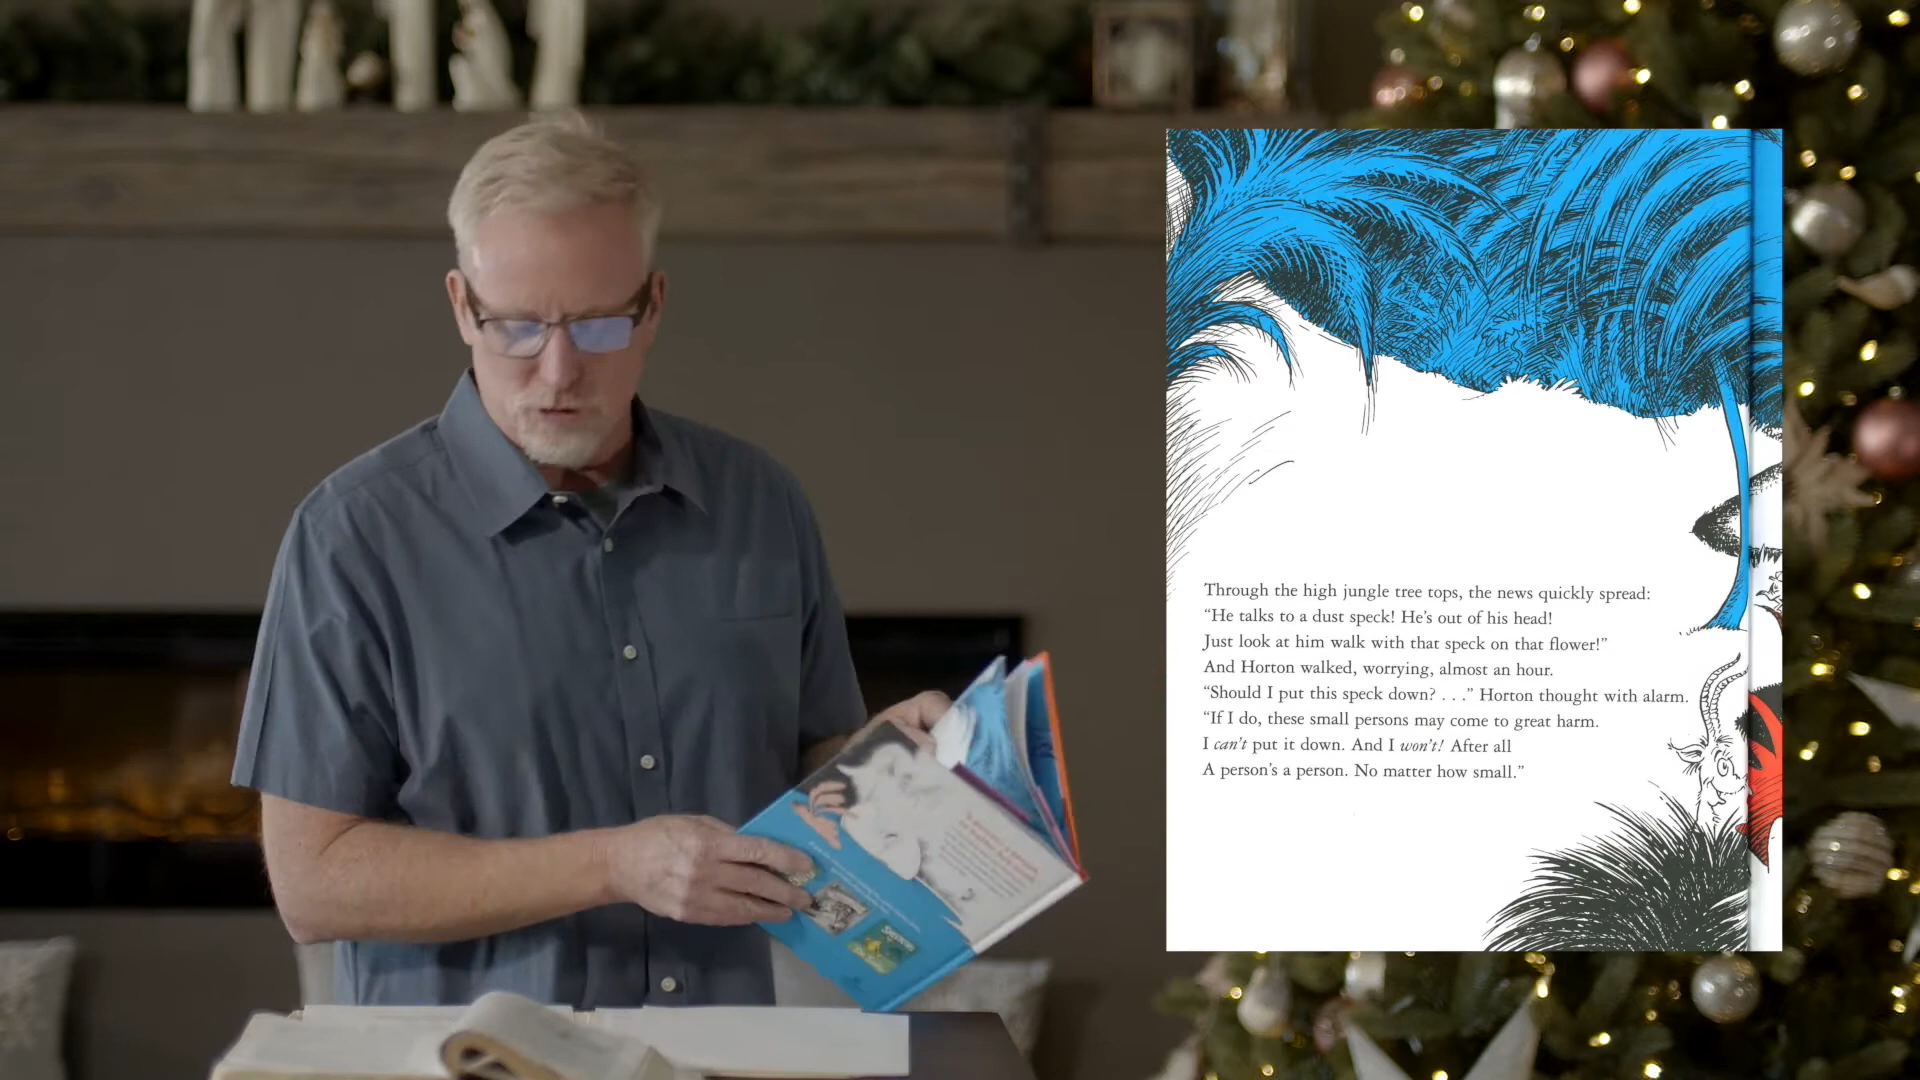 Through the high jungle tree tops, the news quickly spread:
“He talks to a dust speck! He’s out of his head!
Just look at him walk with that speck on that flower!”
And Horton walked, worrying, almost an hour.
“Should I put this speck down? . . .” Horton thought with alarm.
“If I do, these small persons may come to great harm.
I can’t put it down. And I won’t! After all
A person’s a person. No matter how small.”